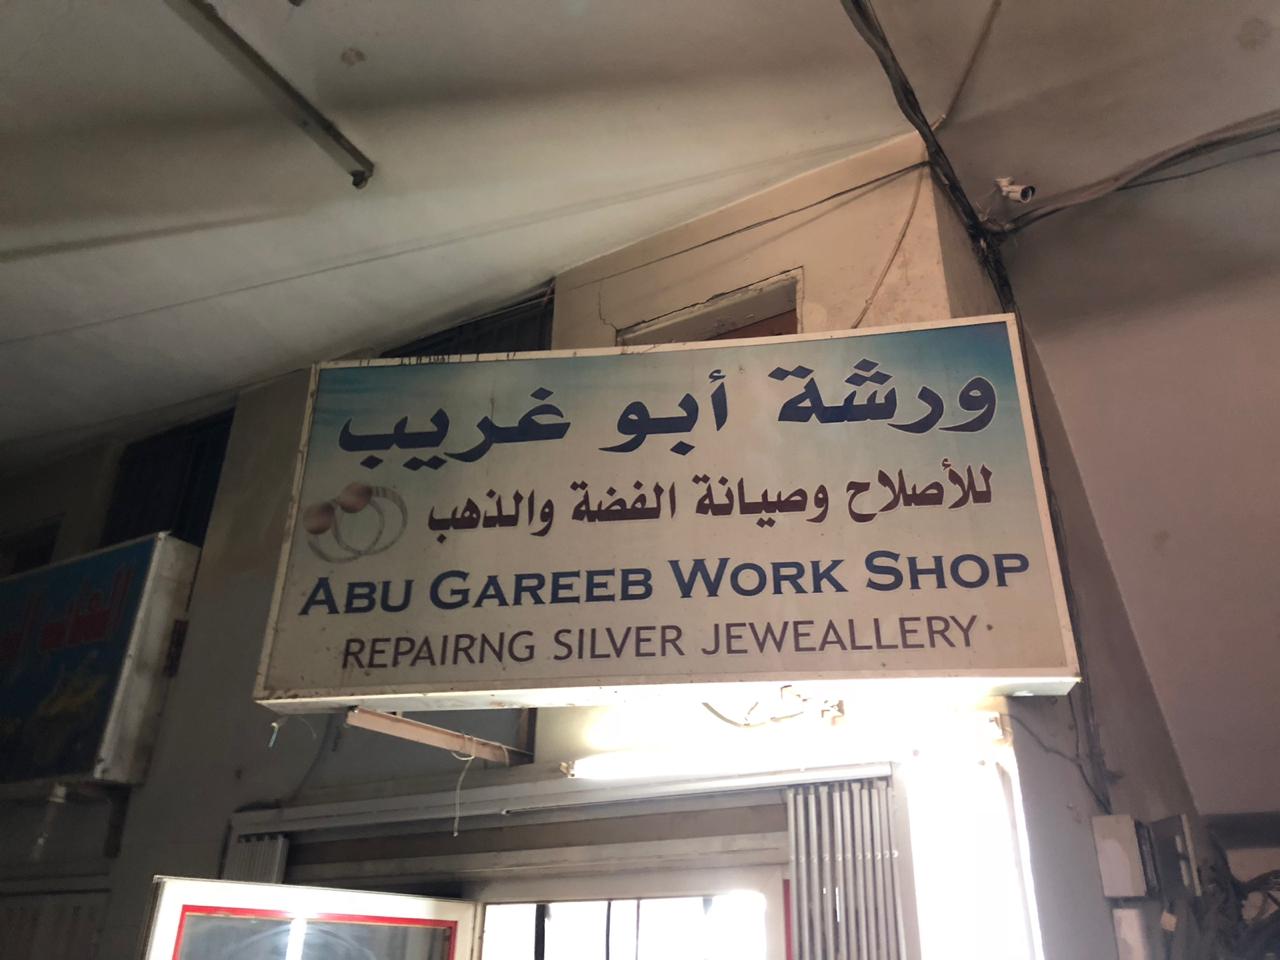 ورشة أبو غريب
للأصلاح وصيانة الفضة والذهب
ABU GAREEB WORK SHOP
REPAIRNG SILVER JEWEALLERY